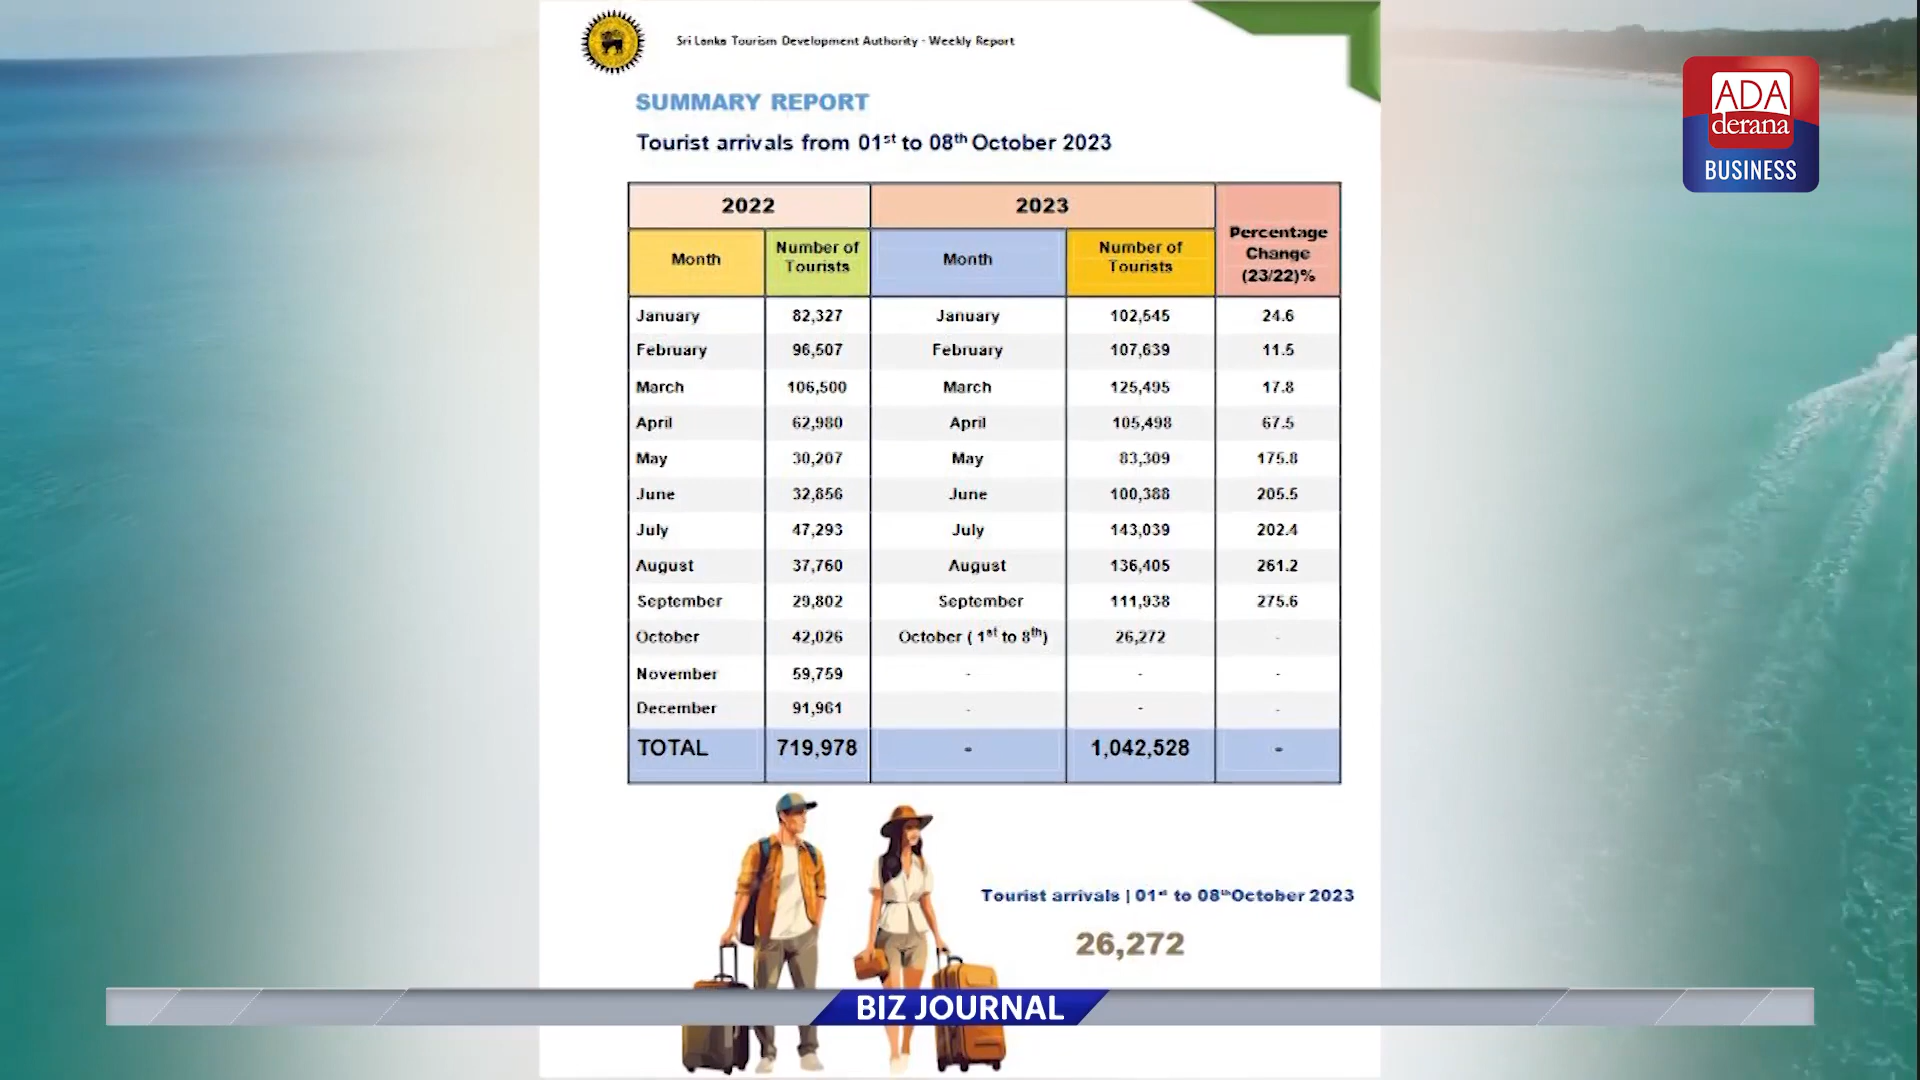 Sri Lanka Tourism Development Authority - Weekly Report
ADA
derana
BUSINESS
SUMMARY REPORT
Tourist arrivals from 01st to 08th October 2023
2022 2023 Percentage Change (23/22)%
Month Number of Tourists Month Number of Tourists
January 82,327 January 102,545 24.6
February 96,507 February 107,639 11.5
March 106,500 March 125,495 17.8
April 62,980 April 105,498 67.5
May 30,207 May 83,309 175.8
June 32,856 June 100,388 205.5
July 47,293 July 143,039 202.4
August 37,760 August 136,405 261.2
September 29,802 September 111,938 275.6
October 42,026 October ( 1st to 8th) 26,272 -
November 59,759 - - -
December 91,961 - - -
TOTAL 719,978 - 1,042,528 -
Tourist arrivals | 01st to 08thOctober 2023
26,272
BIZ JOURNAL